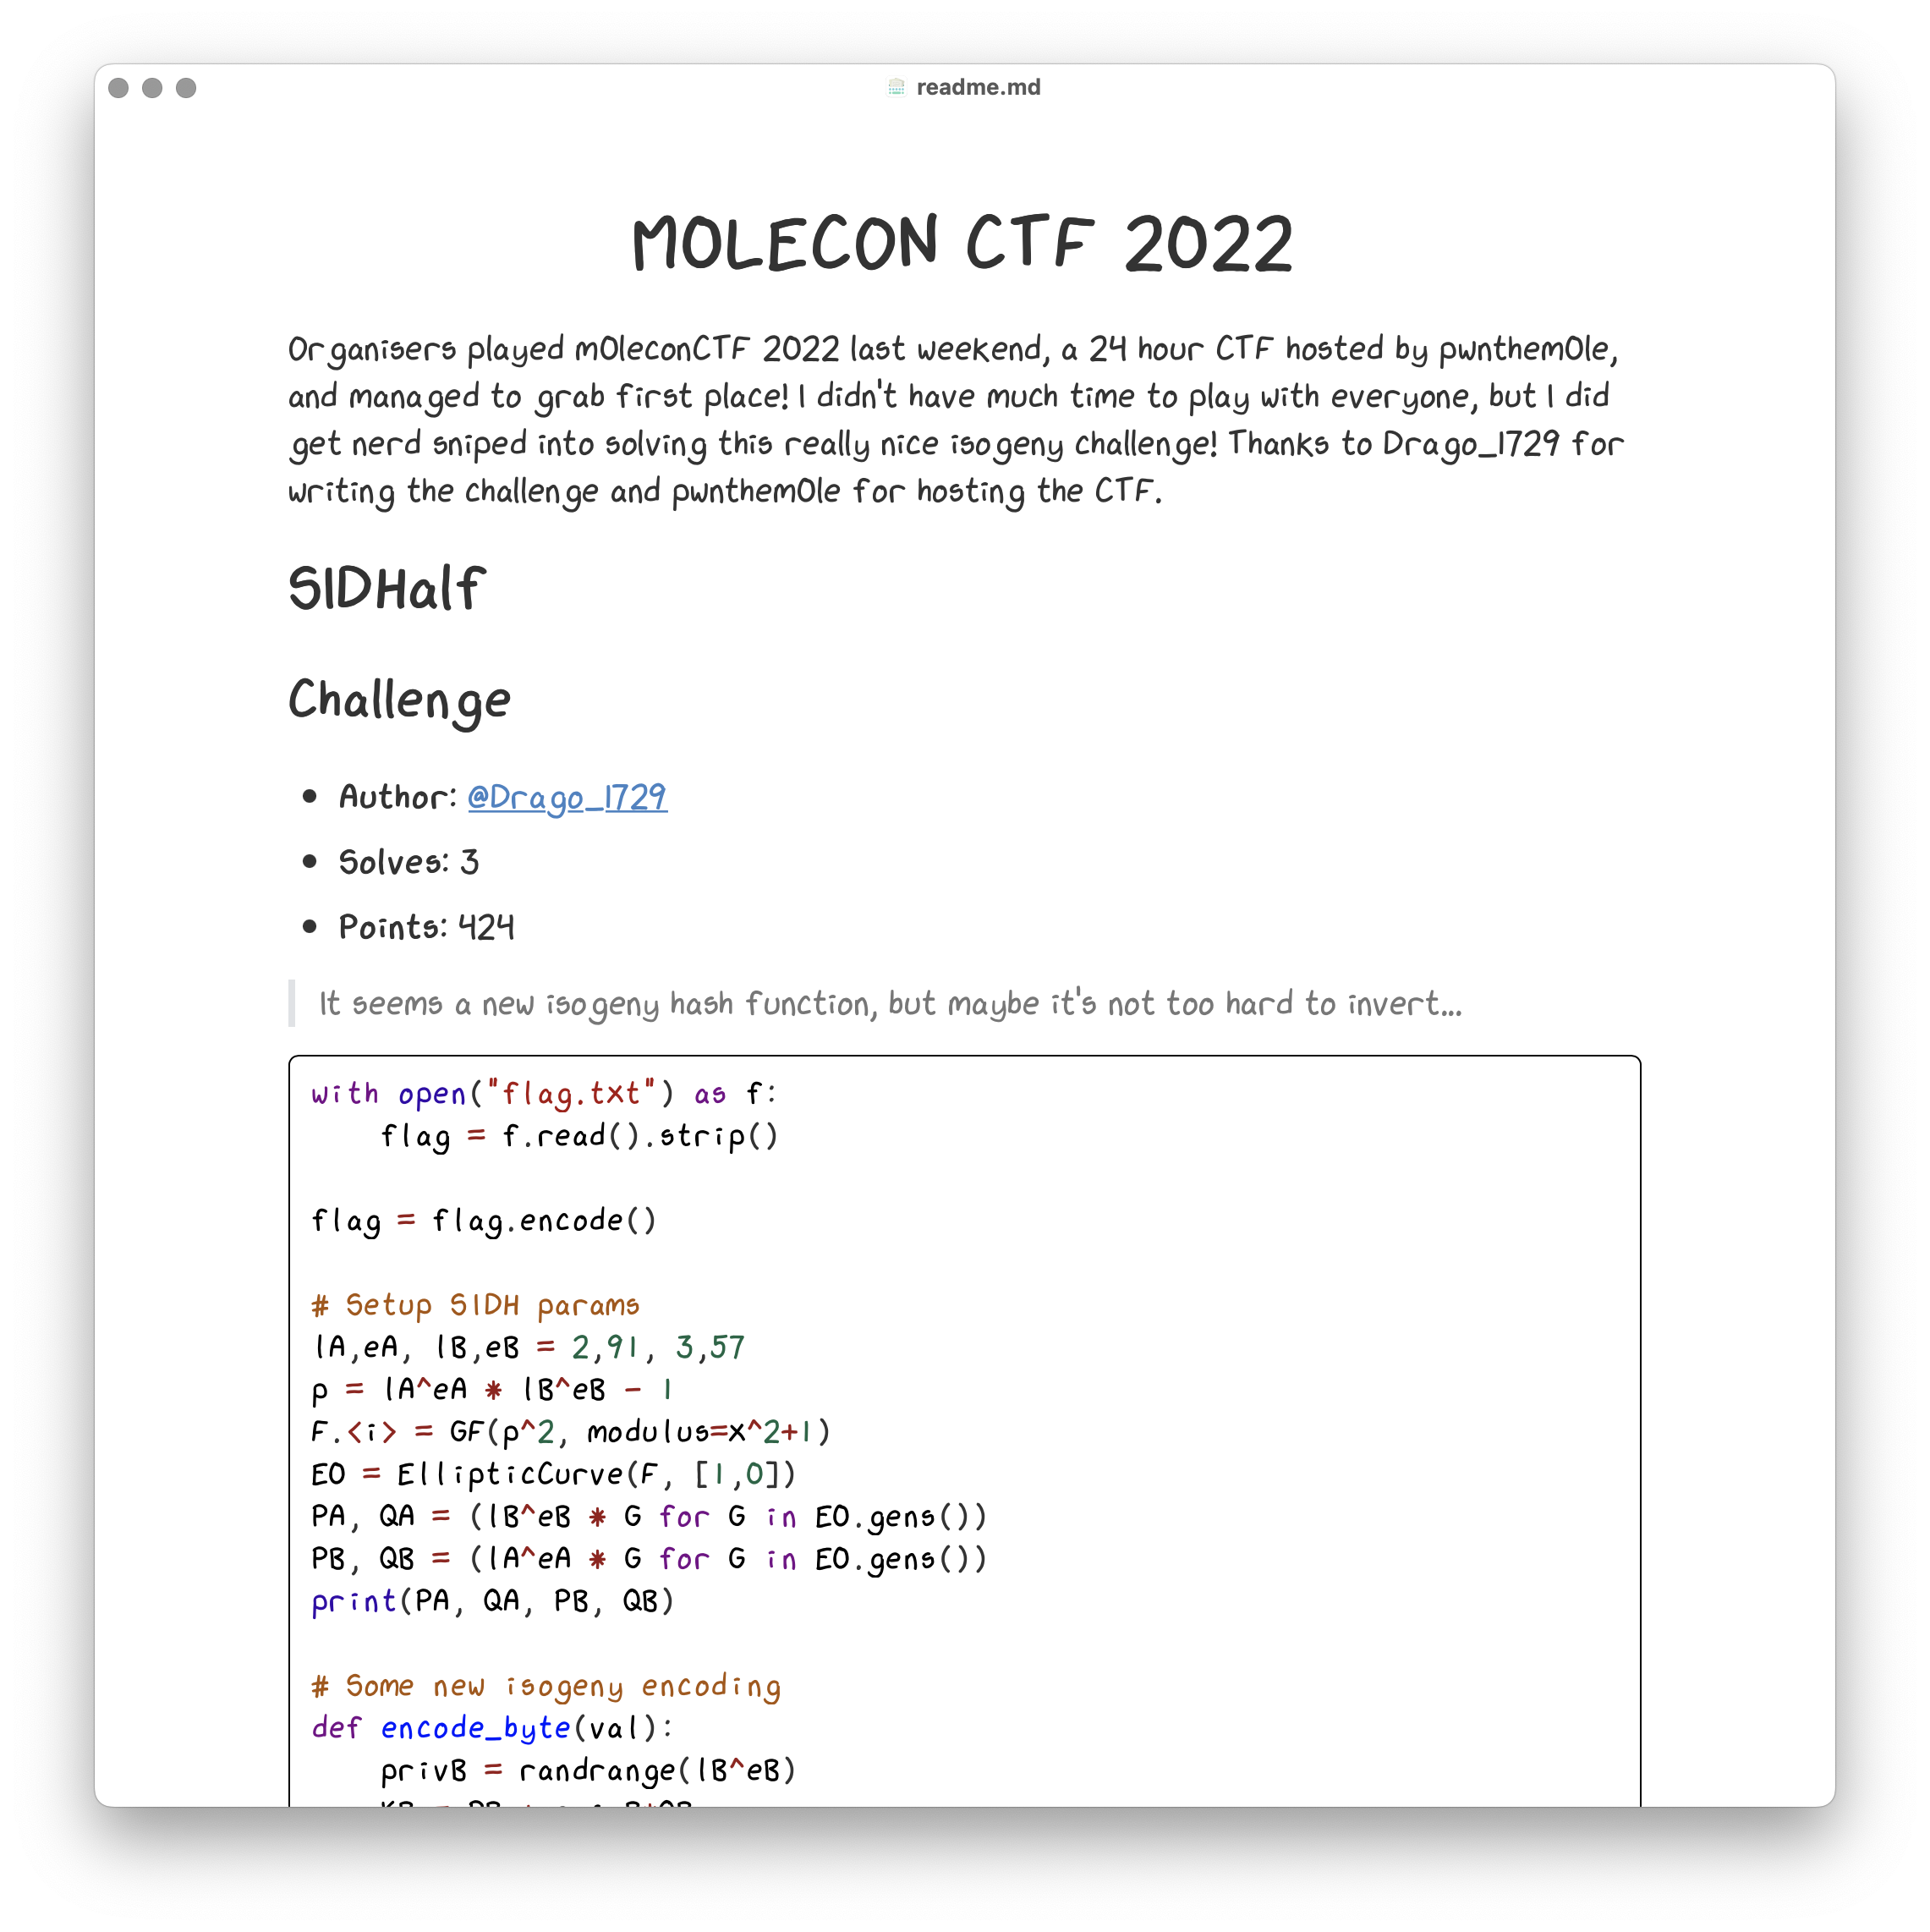 readme.md
MOLECON CTF 2022
Organisers played m0leconCTF 2022 last weekend, a 24 hour CTF hosted by pwnthem0le,
and managed to grab first place! I didn't have much time to play with everyone, but I did
get nerd sniped into solving this really nice isogeny challenge! Thanks to Drago_1729 for
writing the challenge and pwnthem0le for hosting the CTF.
SIDHalf
Challenge
• Author: @Drago_1729
• Solves: 3
• Points: 424
It seems a new isogeny hash function, but maybe it's not too hard to invert...
with open("flag.txt") as f:
    flag = f.read().strip()
flag = flag.encode()
# Setup SIDH params
lA,eA, lB,eB = 2,91, 3,57
p = lA^eA * lB^eB - 1
F.<i> = GF(p^2, modulus=x^2+1)
E0 = EllipticCurve(F, [1,0])
PA, QA = (lB^eB * G for G in E0.gens())
PB, QB = (lA^eA * G for G in E0.gens())
print(PA, QA, PB, QB)
# Some new isogeny encoding
def encode_byte(val):
    privB = randrange(lB^eB)